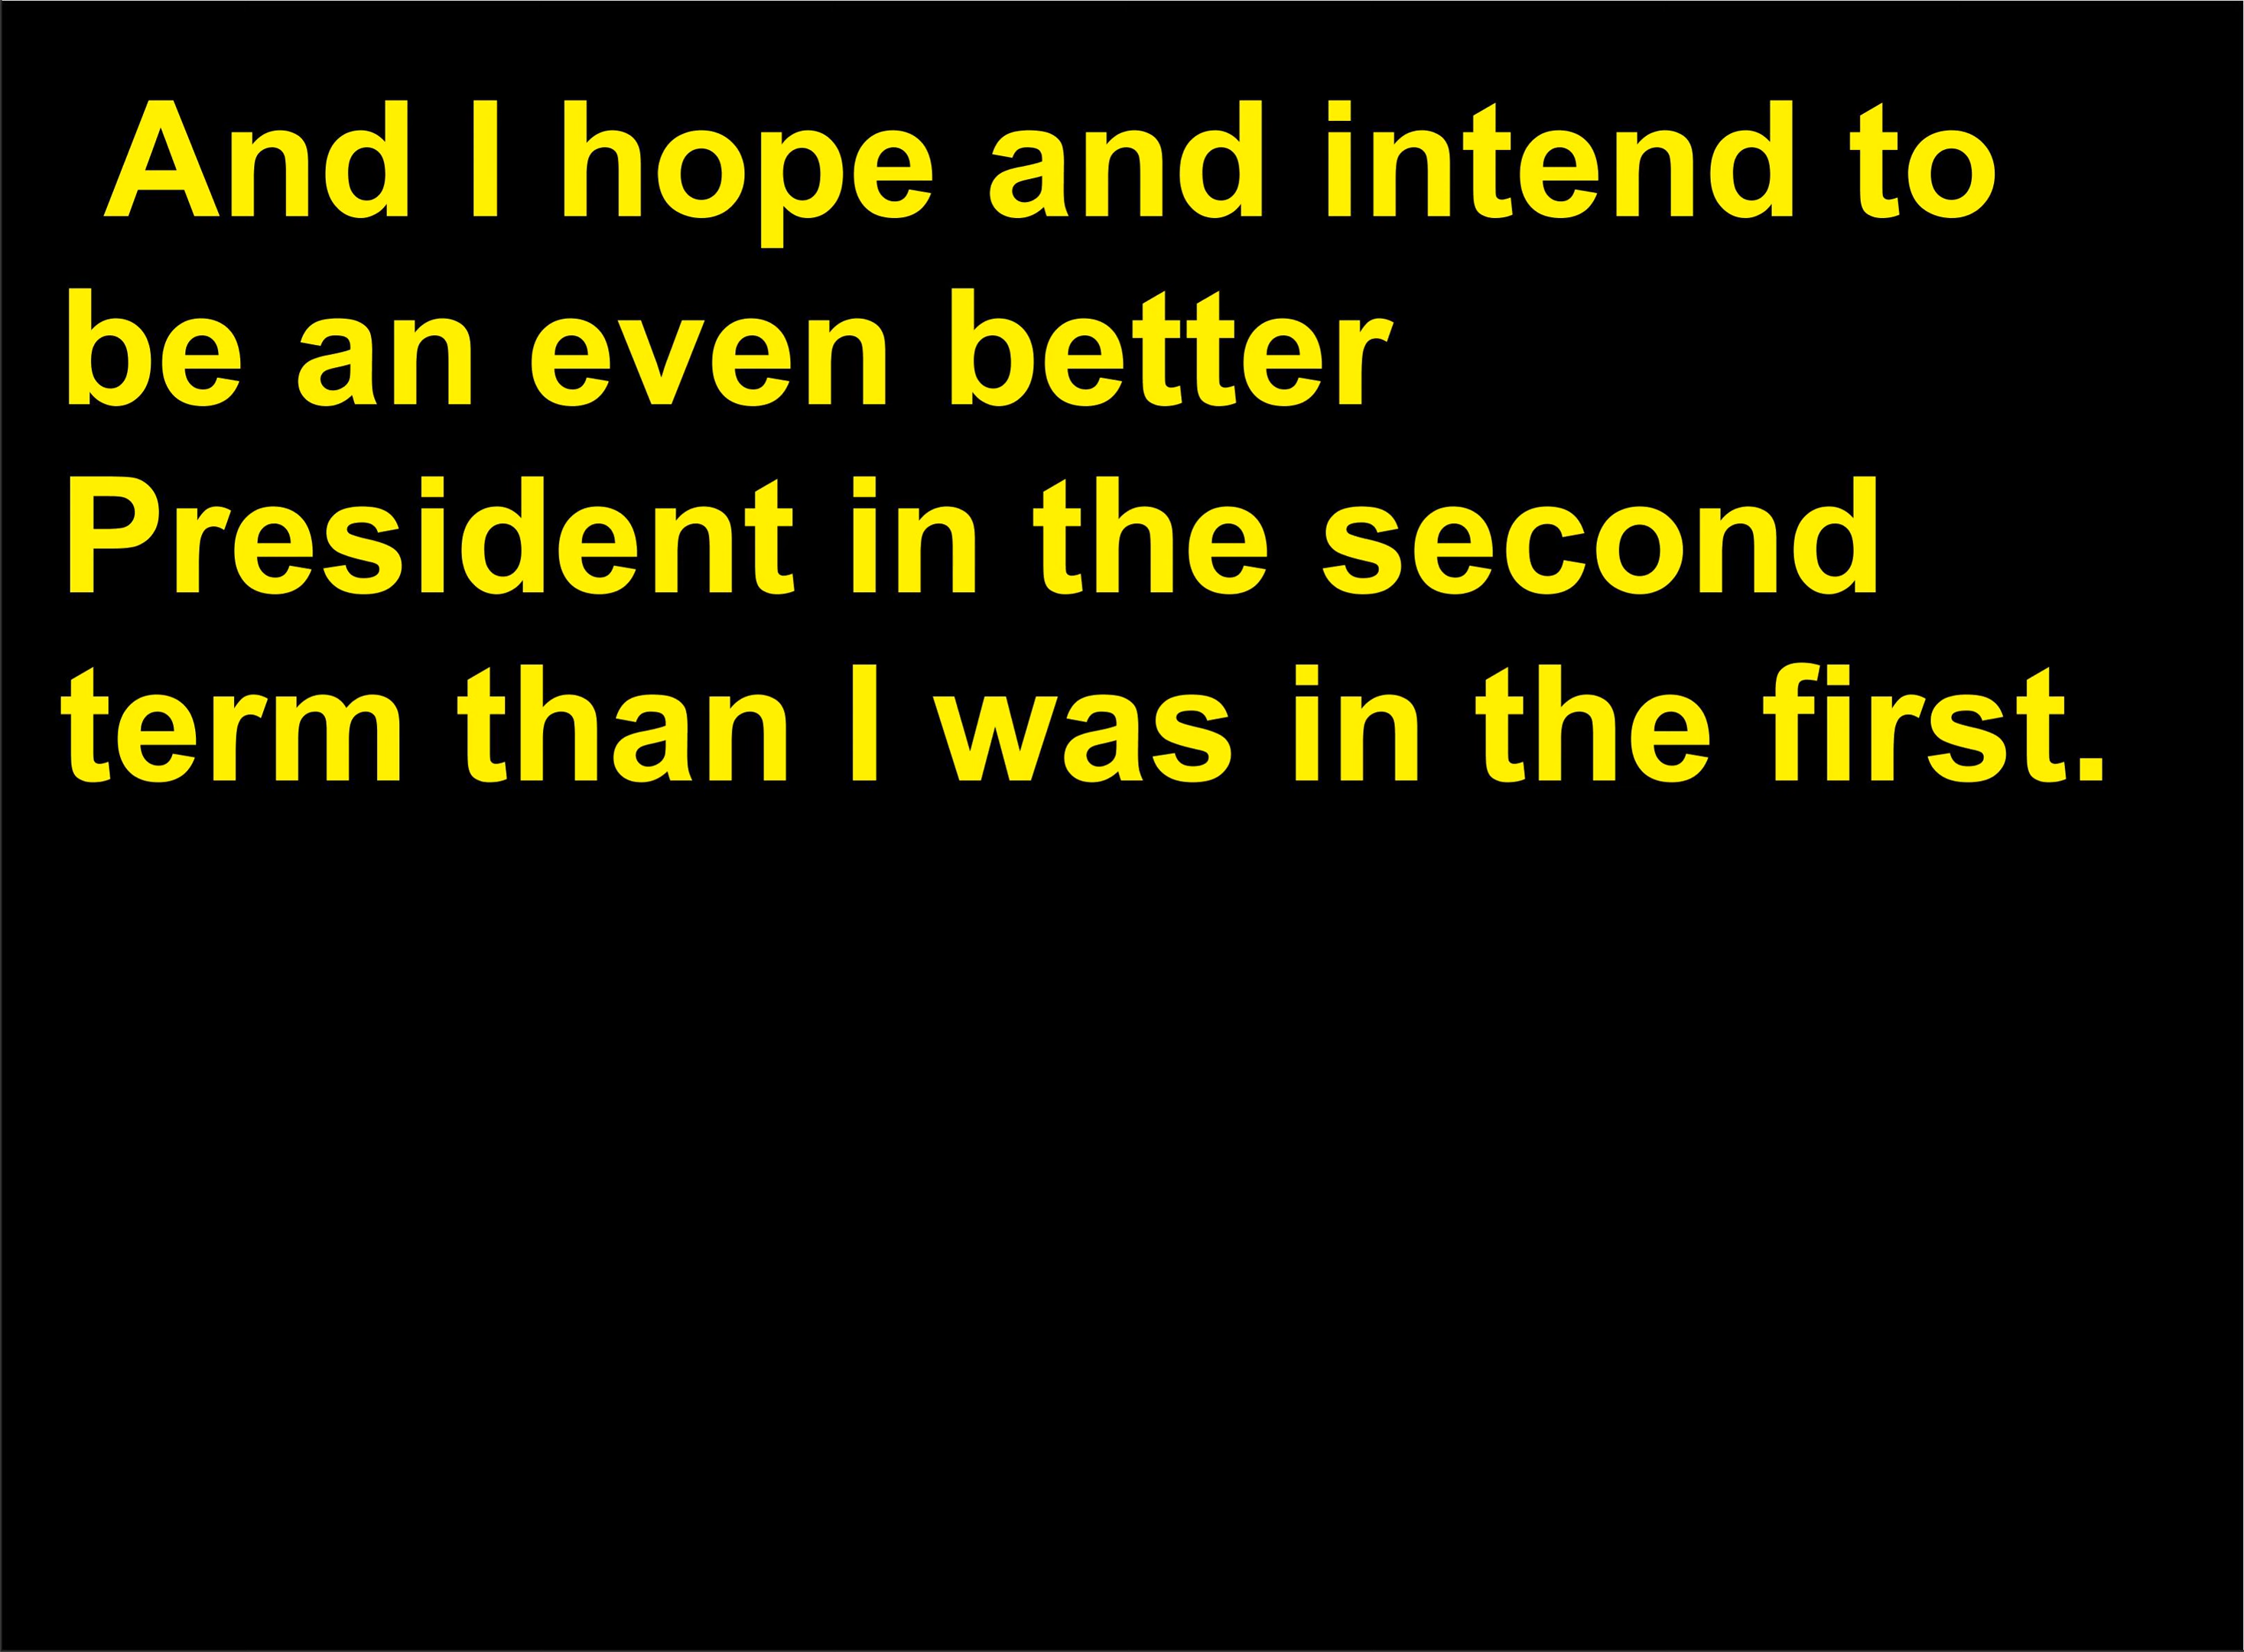 And I hope and intend to
be an even better
President in the second
term than I was in the first.